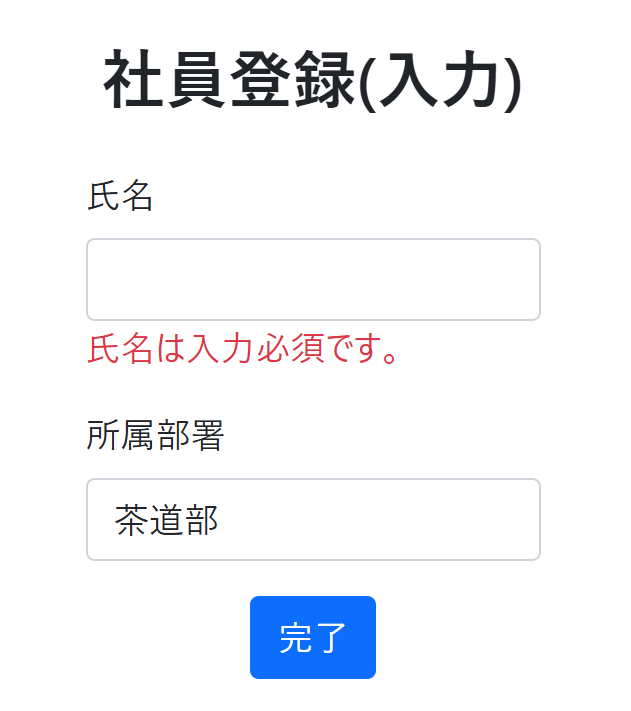 社員登録(入力)
氏名
氏名は入力必須です。
所属部署
茶道部
完了